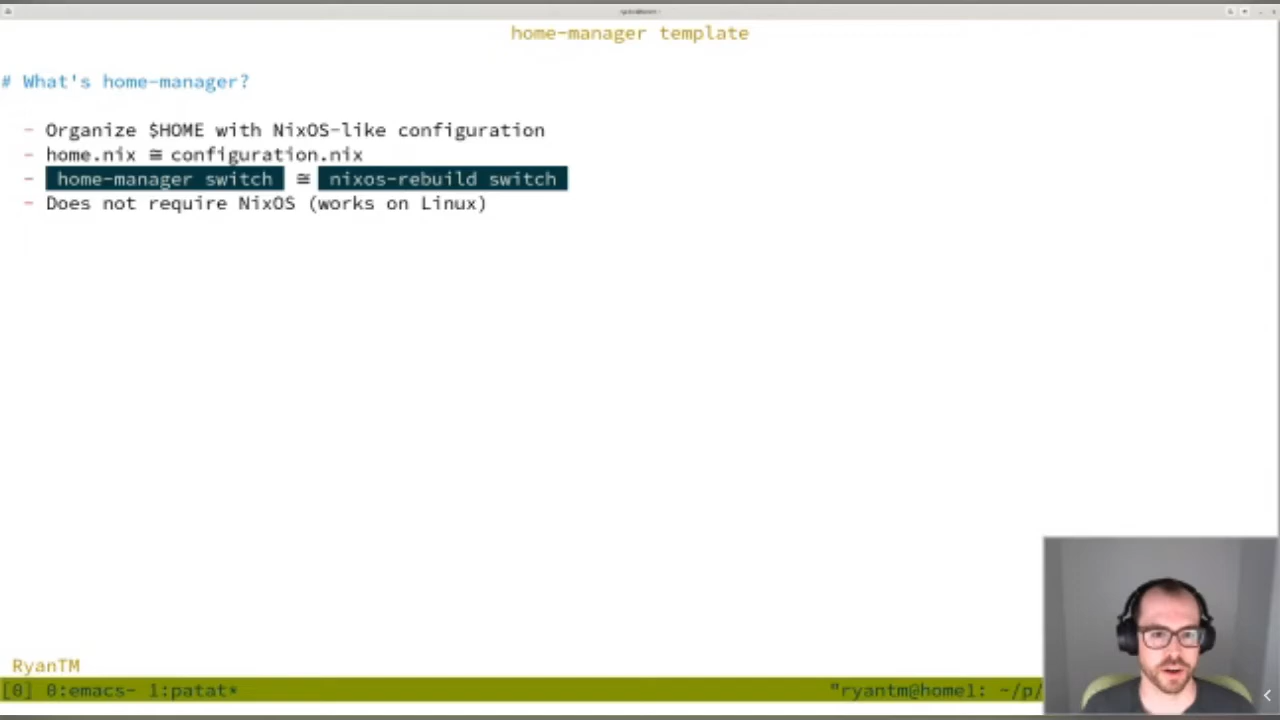 home-manager template
# What's home-manager?
- Organize $HOME with NixOS-like configuration
- home.nix ≅ configuration.nix
- home-manager switch ≅ nixos-rebuild switch
- Does not require NixOS (works on Linux)
RyanTM
[0] 0:emacs- 1:patat* "ryantm@home1: ~/p/